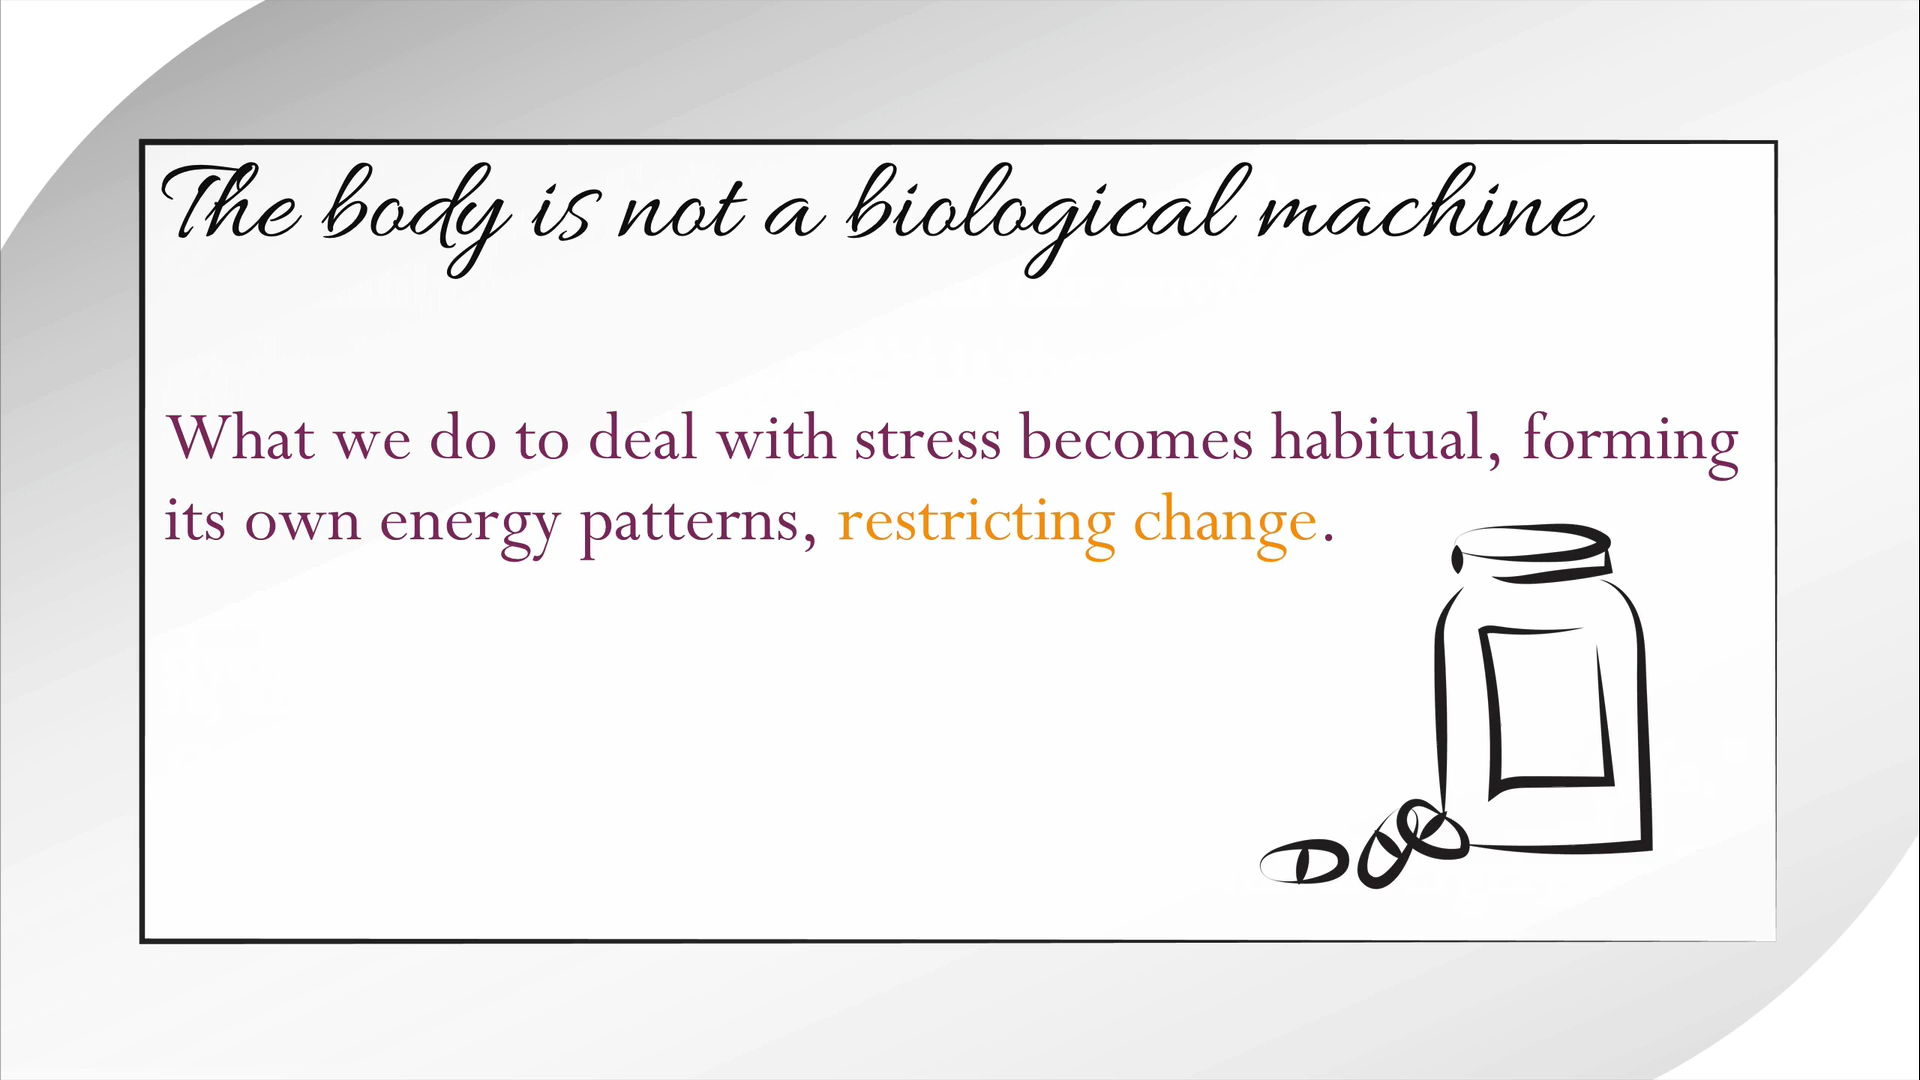 The body is not a biological machine
What we do to deal with stress becomes habitual, forming
its own energy patterns, restricting change.